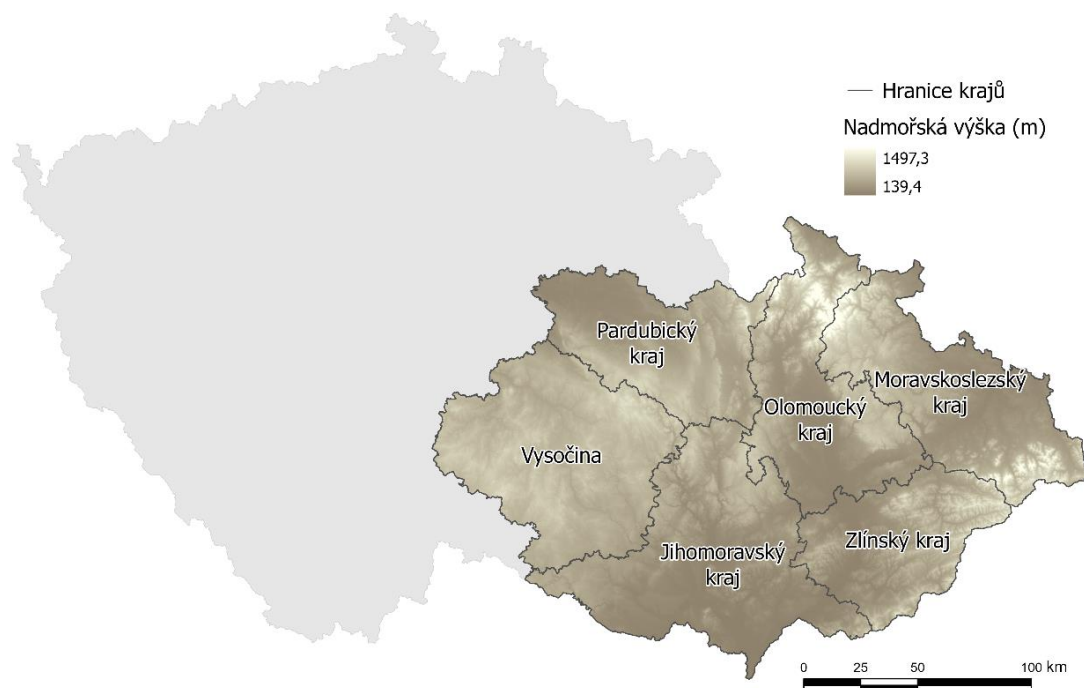 Hranice krajů
Nadmořská výška (m)
1497,3
139,4
Pardubický
kraj
Moravskoslezský
kraj
Olomoucký
kraj
Vysočina
Zlínský kraj
Jihomoravský
kraj
0 25 50 100 km